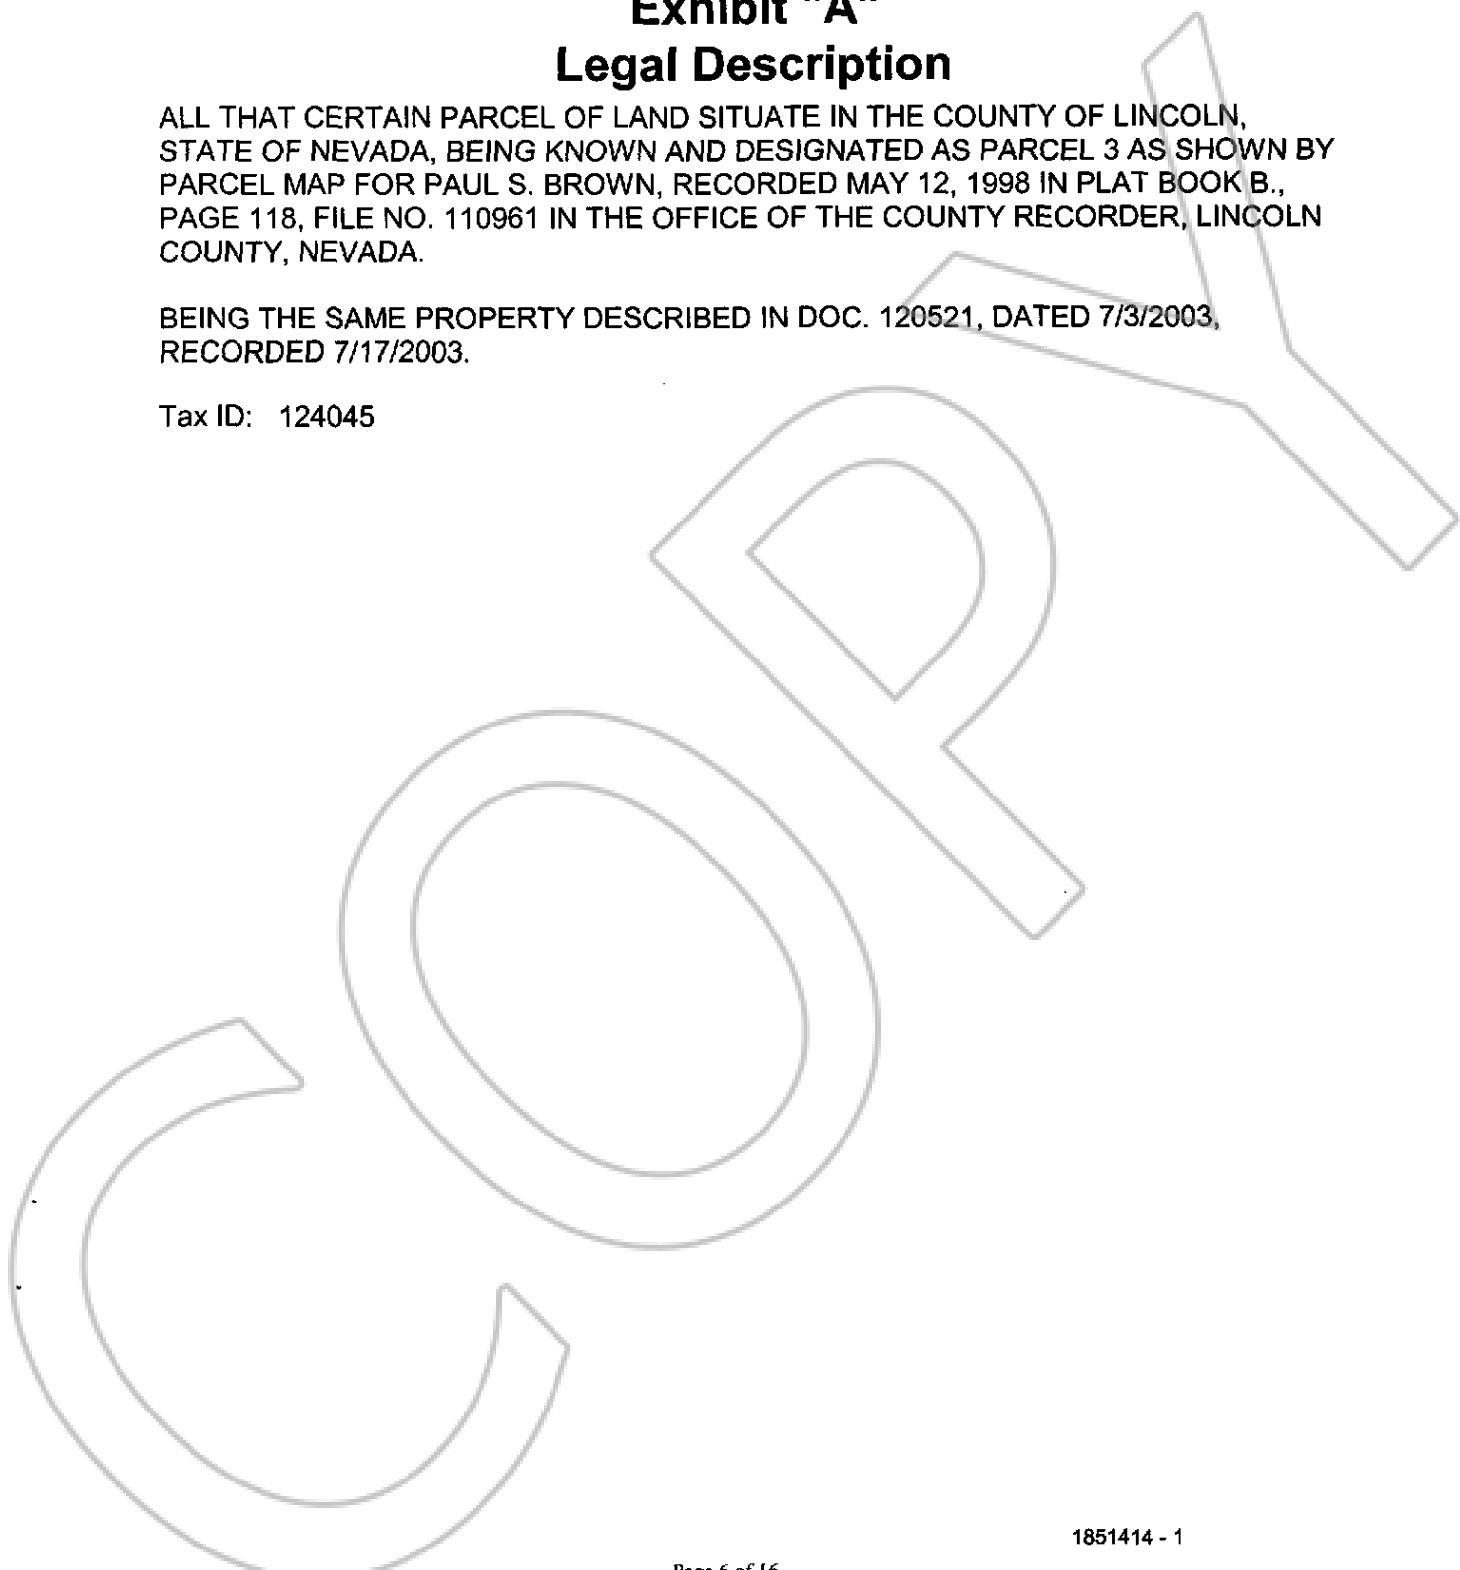 Exhibit "A"
Legal Description
ALL THAT CERTAIN PARCEL OF LAND SITUATE IN THE COUNTY OF LINCOLN,
STATE OF NEVADA, BEING KNOWN AND DESIGNATED AS PARCEL 3 AS SHOWN BY
PARCEL MAP FOR PAUL S. BROWN, RECORDED MAY 12, 1998 IN PLAT BOOK B.,
PAGE 118, FILE NO. 110961 IN THE OFFICE OF THE COUNTY RECORDER, LINCOLN
COUNTY, NEVADA.
BEING THE SAME PROPERTY DESCRIBED IN DOC. 120521, DATED 7/3/2003,
RECORDED 7/17/2003.
Tax ID: 124045
COPY
1851414 - 1
Page 6 of 16